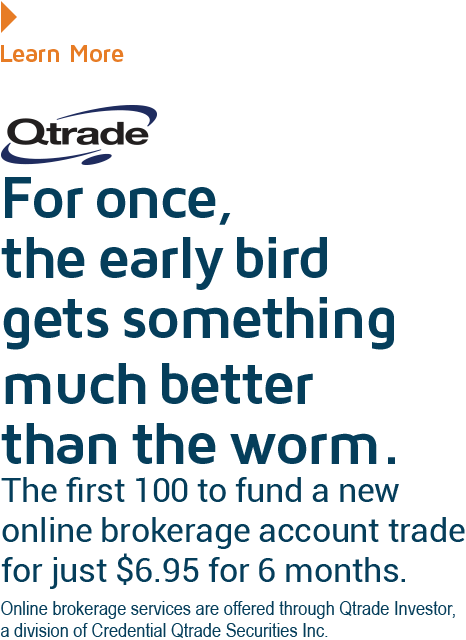 Learn More
Qtrade
For once,
the early bird
gets something
much better
than the worm.
The first 100 to fund a new
online brokerage account trade
for just $6.95 for 6 months.
Online brokerage services are offered through Qtrade Investor,
a division of Credential Qtrade Securities Inc.